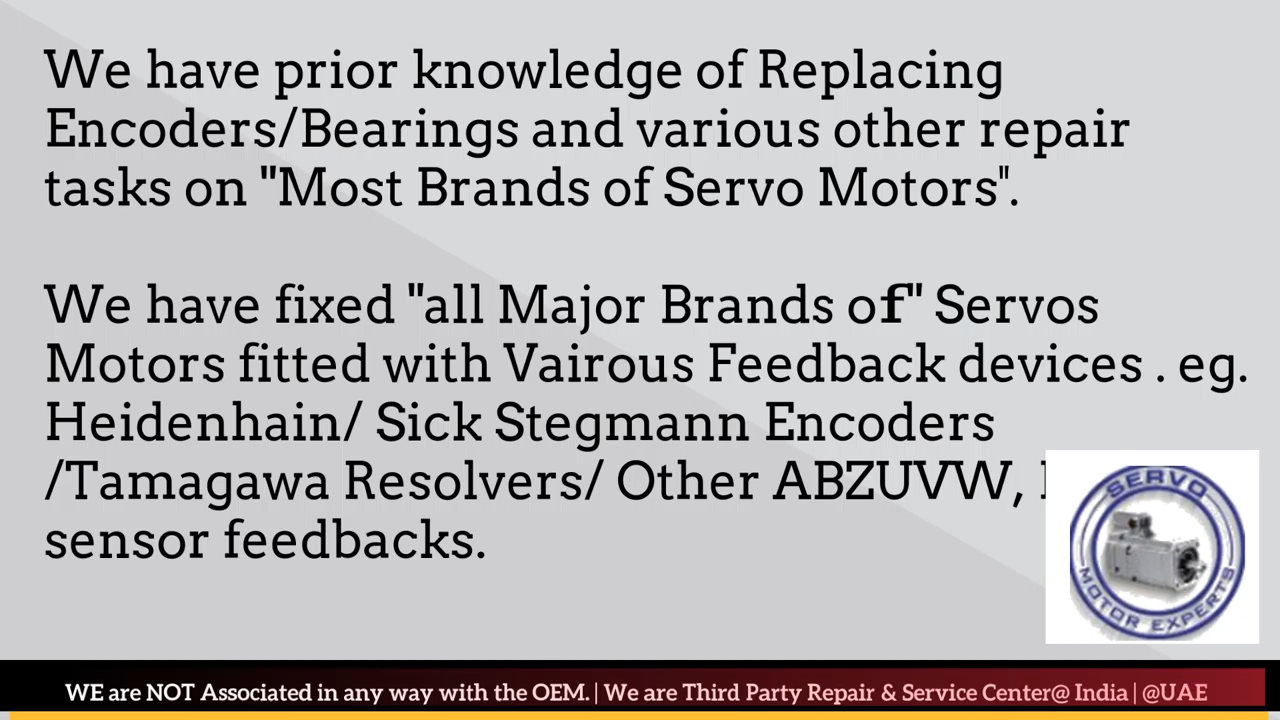 We have prior knowledge of Replacing
Encoders/Bearings and various other repair
tasks on "Most Brands of Servo Motors".
We have fixed "all Major Brands of" Servos
Motors fitted with Vairous Feedback devices . eg.
Heidenhain/ Sick Stegmann Encoders
/Tamagawa Resolvers/ Other ABZUVW,
sensor feedbacks.
SERVO
MOTOR EXPERTS
WE are NOT Associated in any way with the OEM. | We are Third Party Repair & Service Center@ India | @UAE